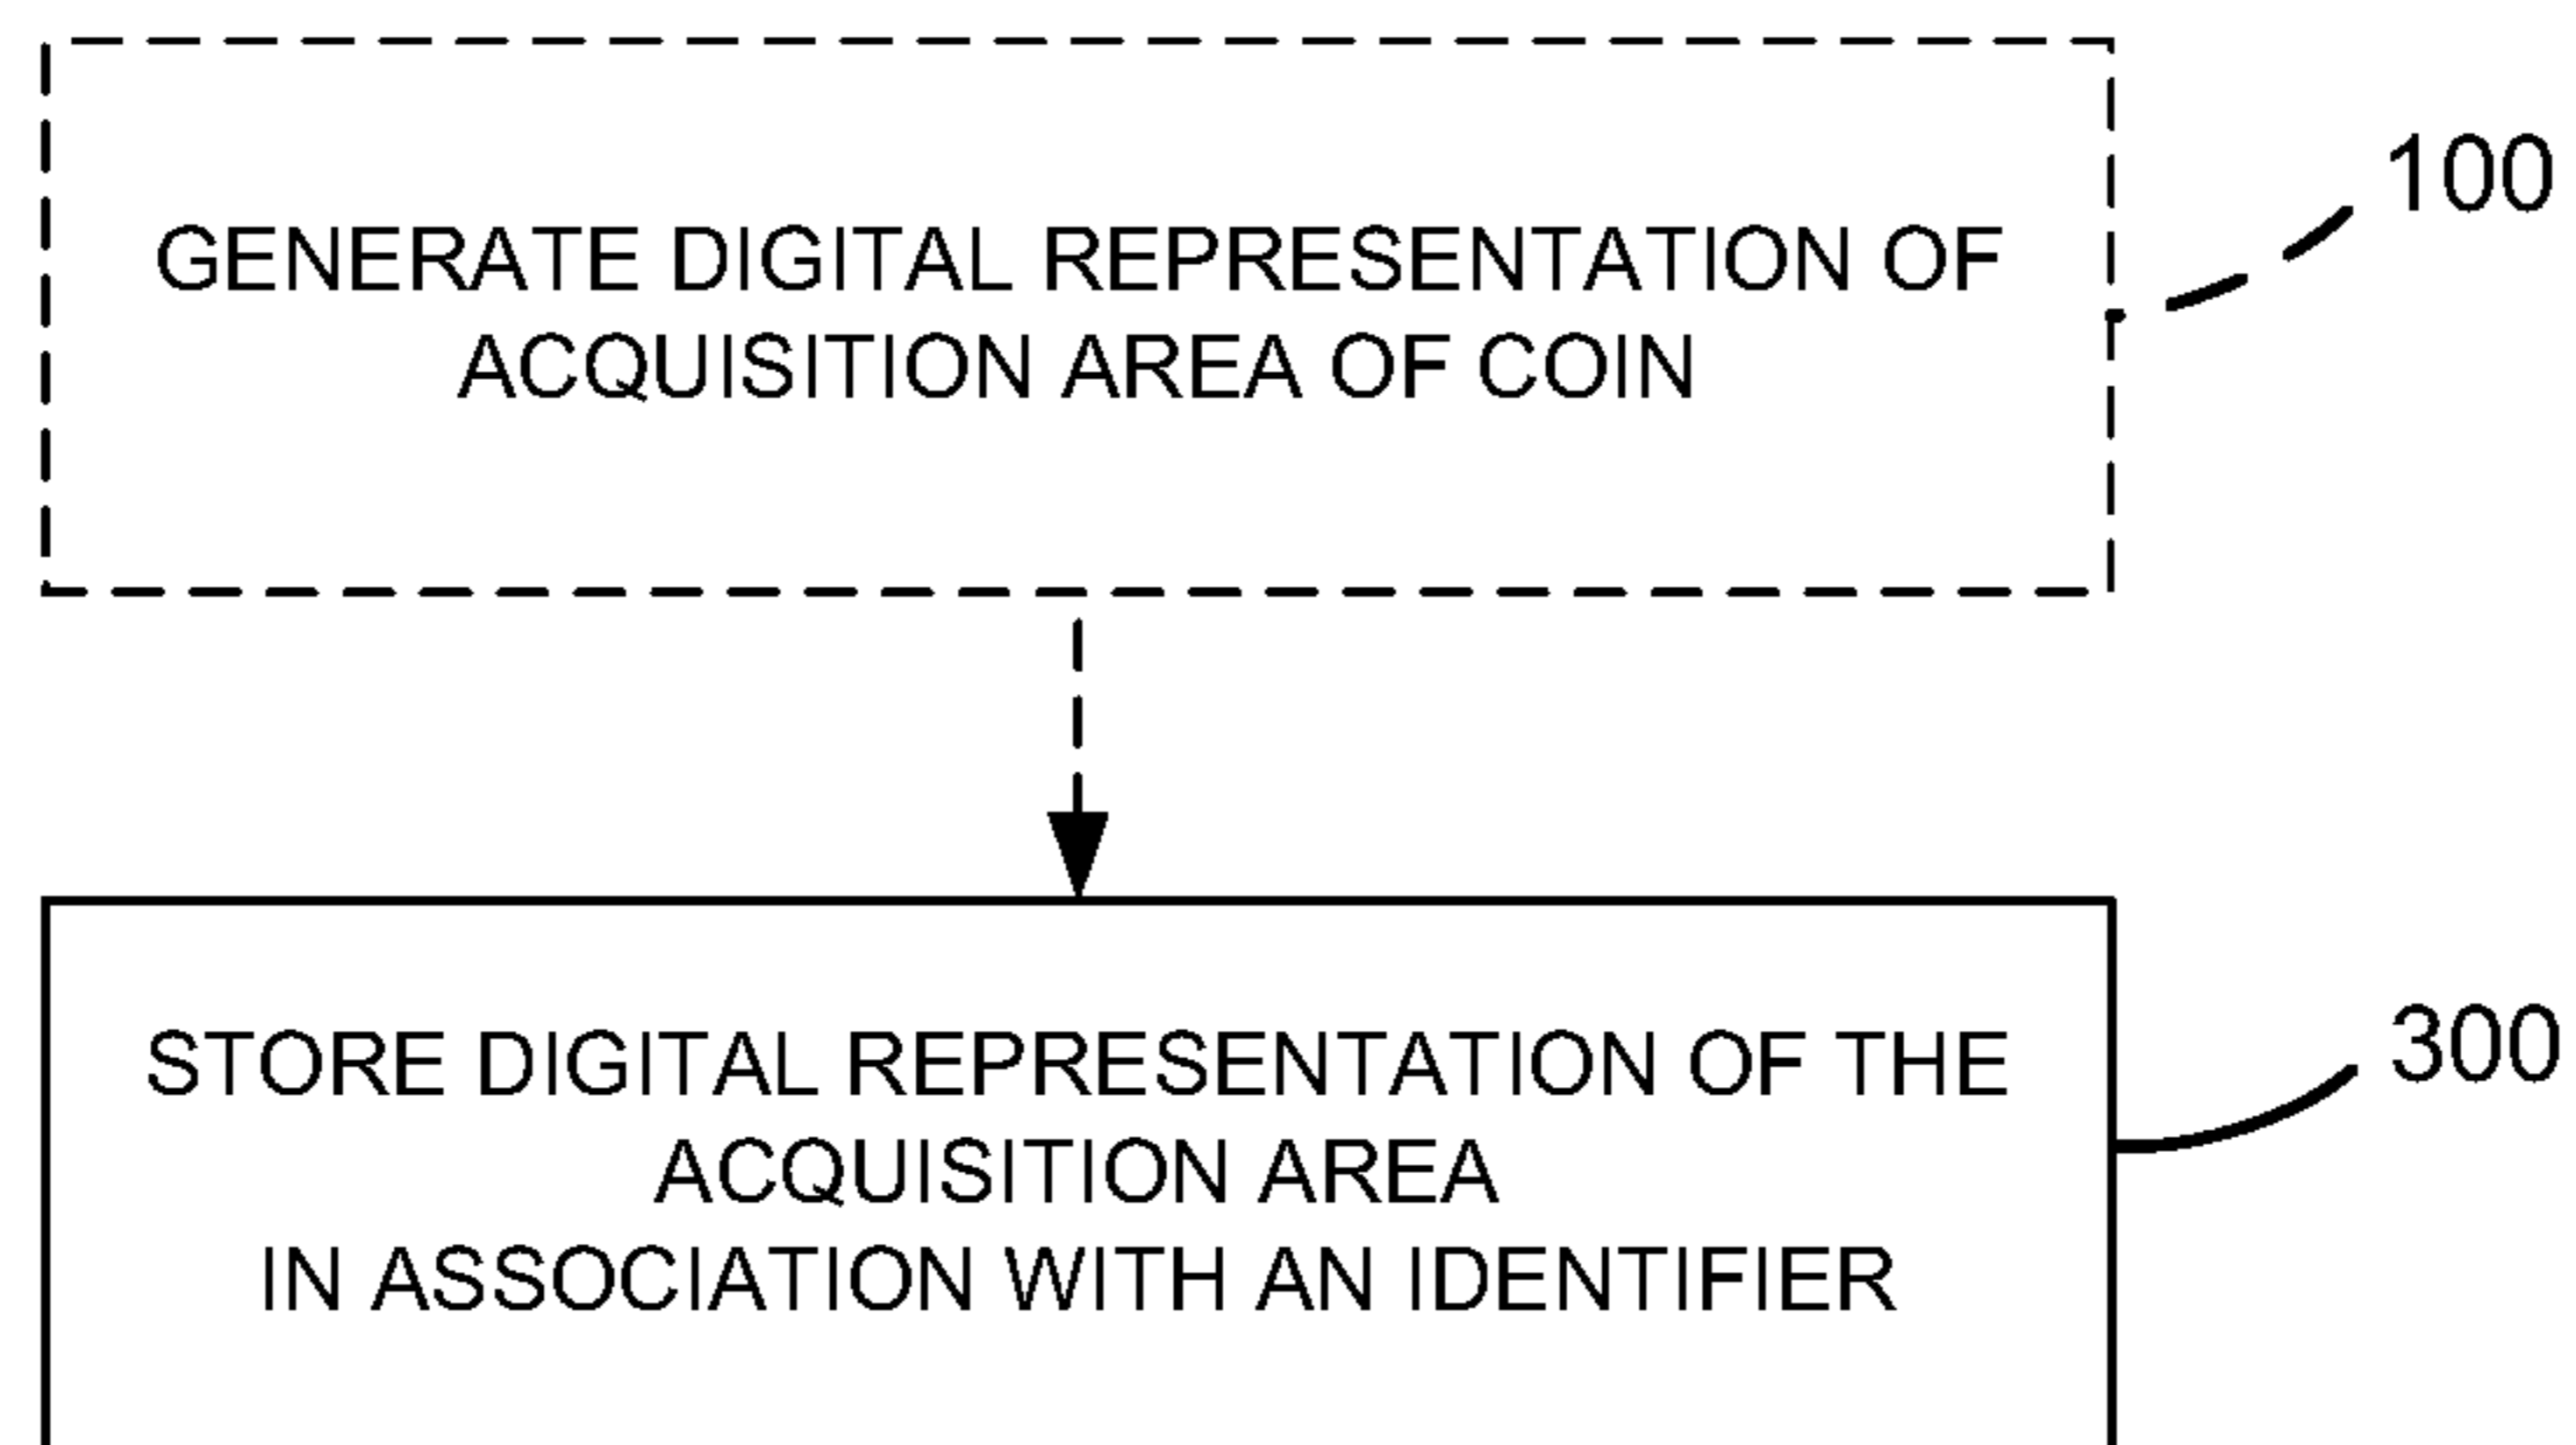 GENERATE DIGITAL REPRESENTATION OF
ACQUISITION AREA OF COIN
100
STORE DIGITAL REPRESENTATION OF THE
ACQUISITION AREA
IN ASSOCIATION WITH AN IDENTIFIER
300